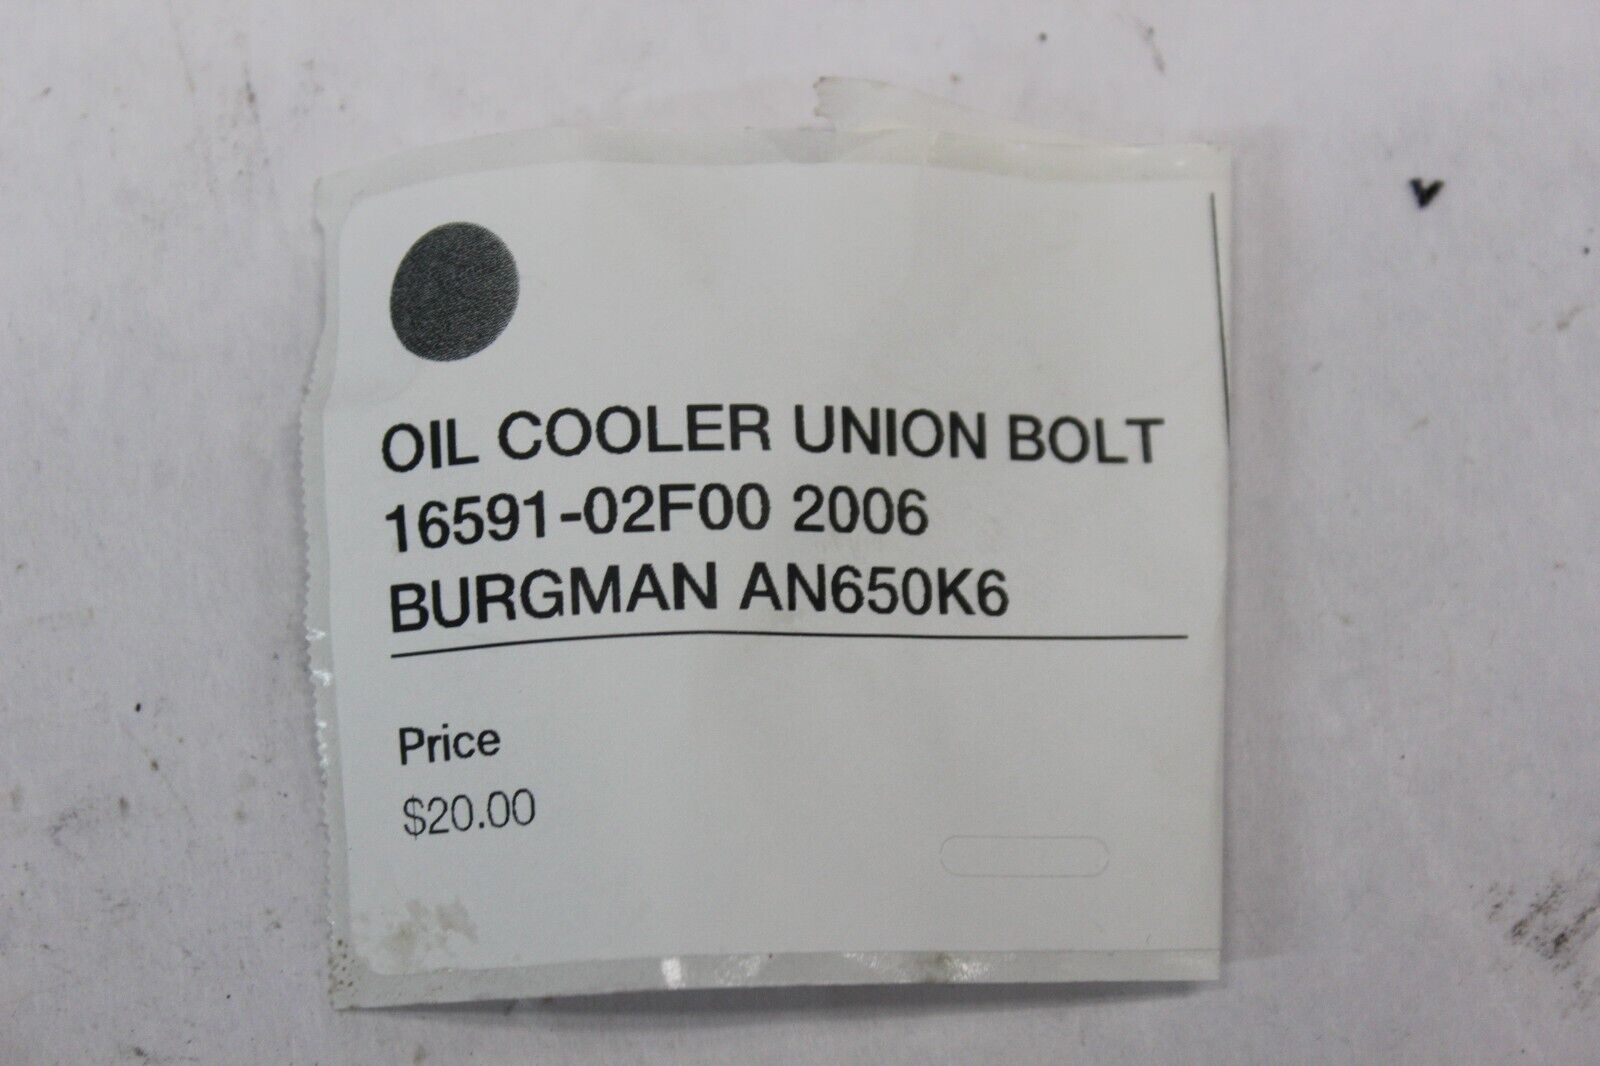 OIL COOLER UNION BOLT
16591-02F00 2006
BURGMAN AN650K6
Price
$20.00